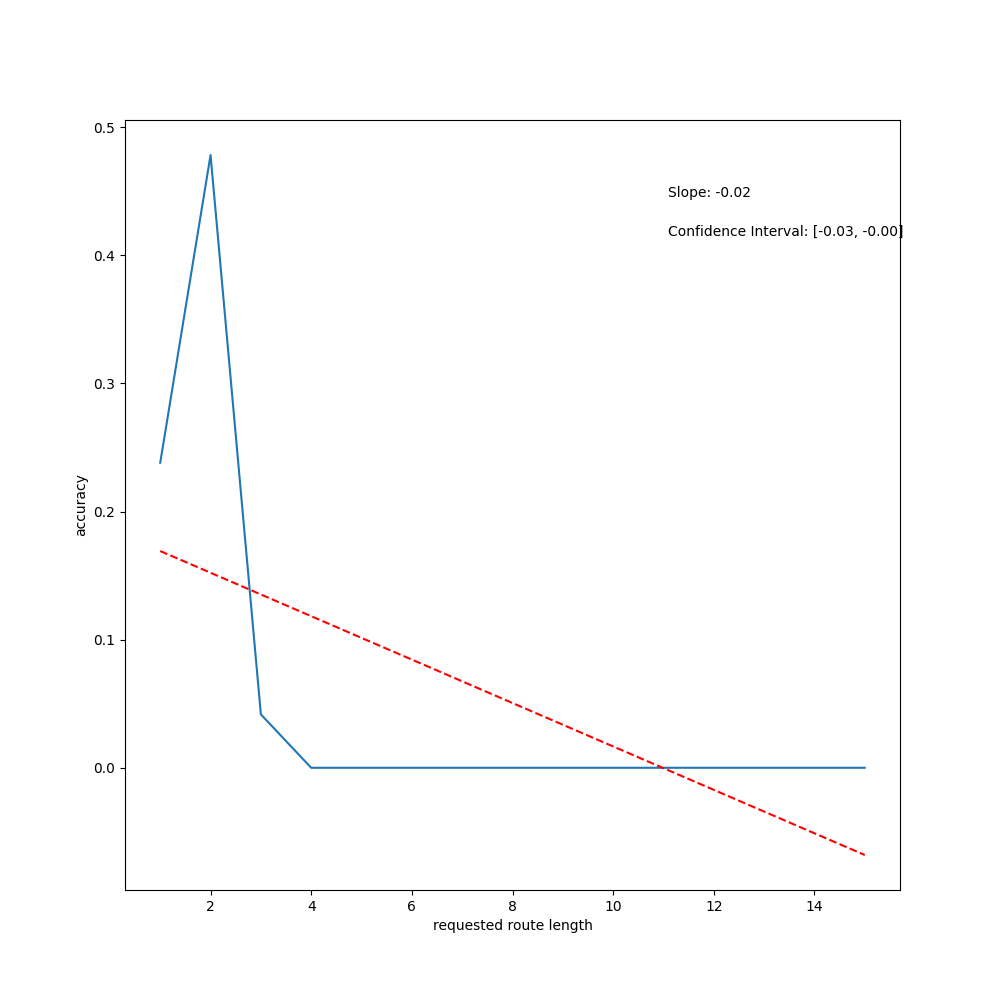 0.5
Slope: -0.02
Confidence Interval: [-0.03, -0.00]
0.4
0.3
accuracy
0.2
0.1
0.0
2 4 6 8 10 12 14
requested route length